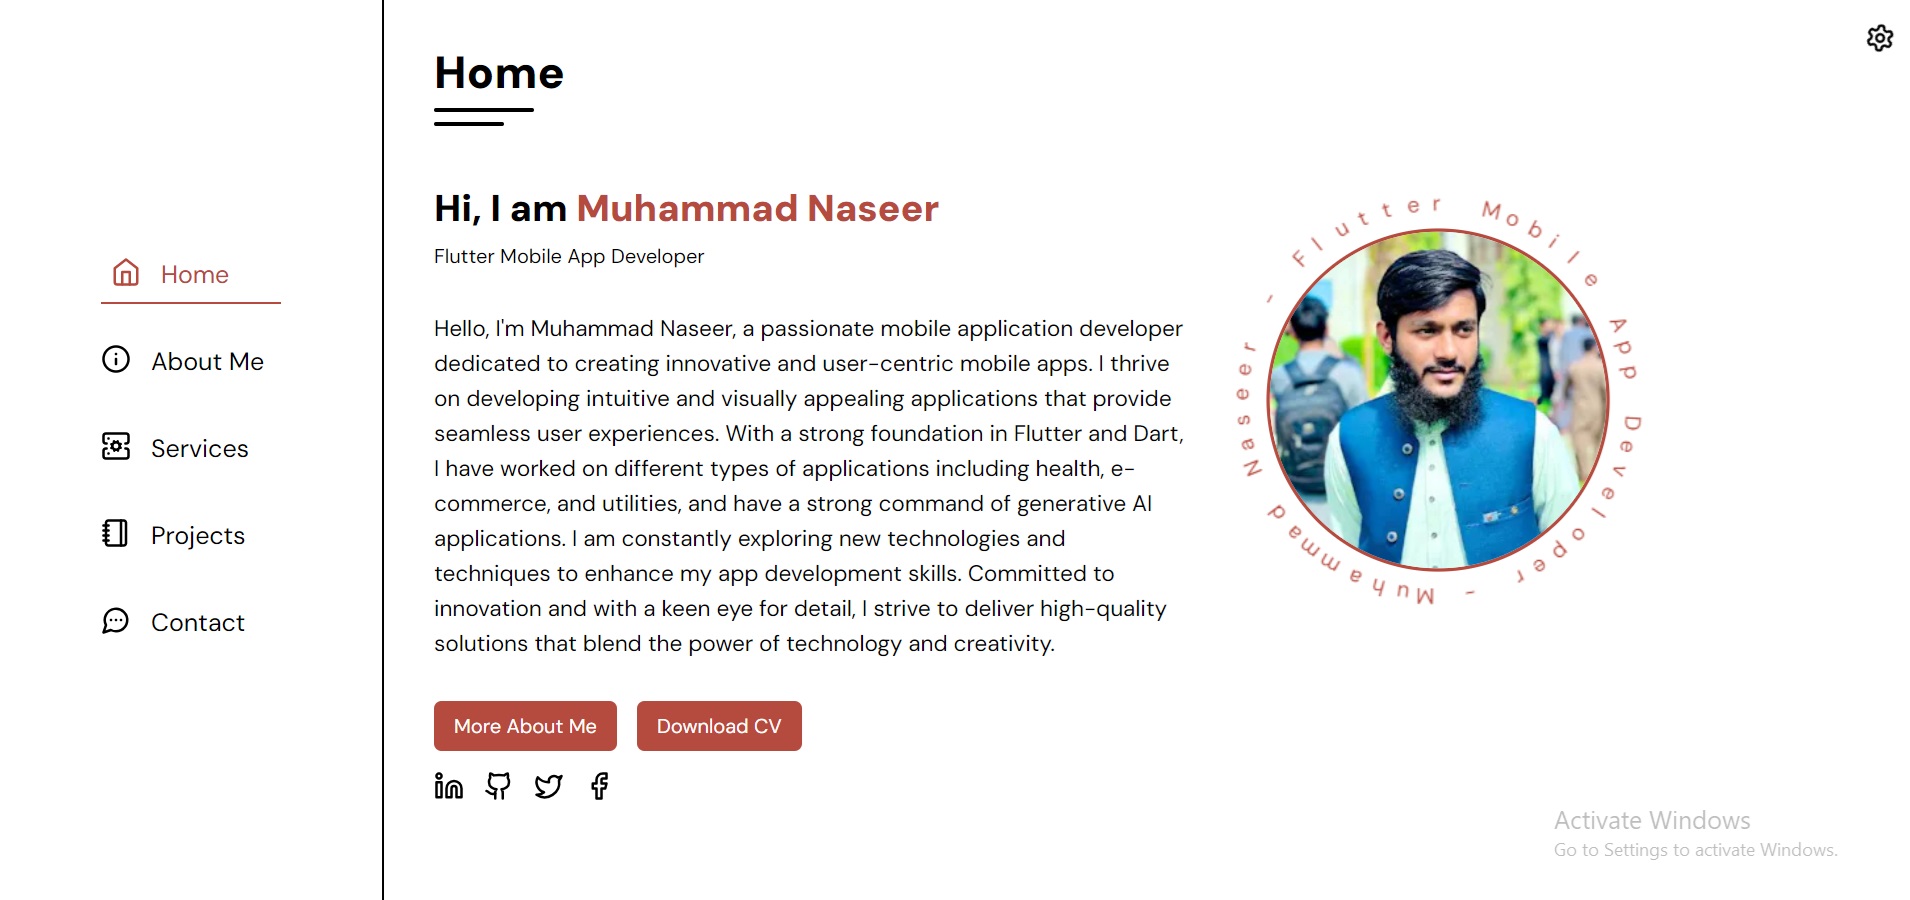 Home
Home
About Me
Services
Projects
Contact
Hi, I am Muhammad Naseer
Flutter Mobile App Developer
Hello, I'm Muhammad Naseer, a passionate mobile application developer
dedicated to creating innovative and user-centric mobile apps. I thrive
on developing intuitive and visually appealing applications that provide
seamless user experiences. With a strong foundation in Flutter and Dart,
I have worked on different types of applications including health, e-
commerce, and utilities, and have a strong command of generative AI
applications. I am constantly exploring new technologies and
techniques to enhance my app development skills. Committed to
innovation and with a keen eye for detail, I strive to deliver high-quality
solutions that blend the power of technology and creativity.
More About Me
Download CV
Muhammad Naseer - Flutter Mobile App Developer -
Activate Windows
Go to Settings to activate Windows.